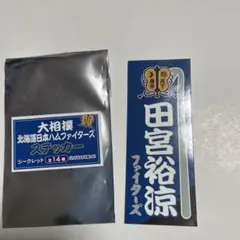 大相撲
北海道日本ハムファイターズ
ステッカー
シークレット 全14種
田宮裕涼
ファイターズ